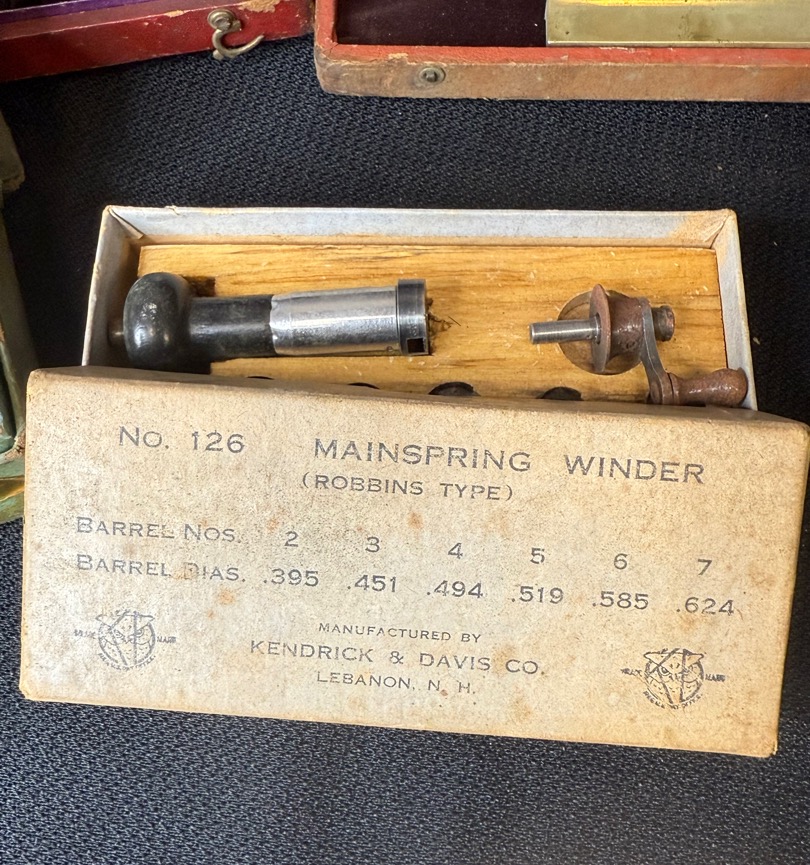 No. 126 MAINSPRING WINDER
(ROBBINS TYPE)
BARREL NOS. 2 3 4 5 6 7
BARREL DIAS. .395 .451 .494 .519 .585 .624
MANUFACTURED BY
KENDRICK & DAVIS CO.
LEBANON, N. H.
MARK